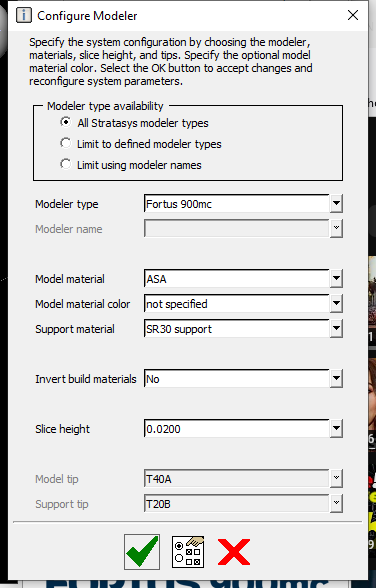 Configure Modeler
Specify the system configuration by choosing the modeler,
materials, slice height, and tips. Specify the optional model
material color. Select the OK button to accept changes and
reconfigure system parameters.
Modeler type availability
All Stratasys modeler types
Limit to defined modeler types
Limit using modeler names
Modeler type
Fortus 900mc
Modeler name
Model material
ASA
Model material color
not specified
Support material
SR30 support
Invert build materials
No
Slice height
0.0200
Model tip
T40A
Support tip
T20B